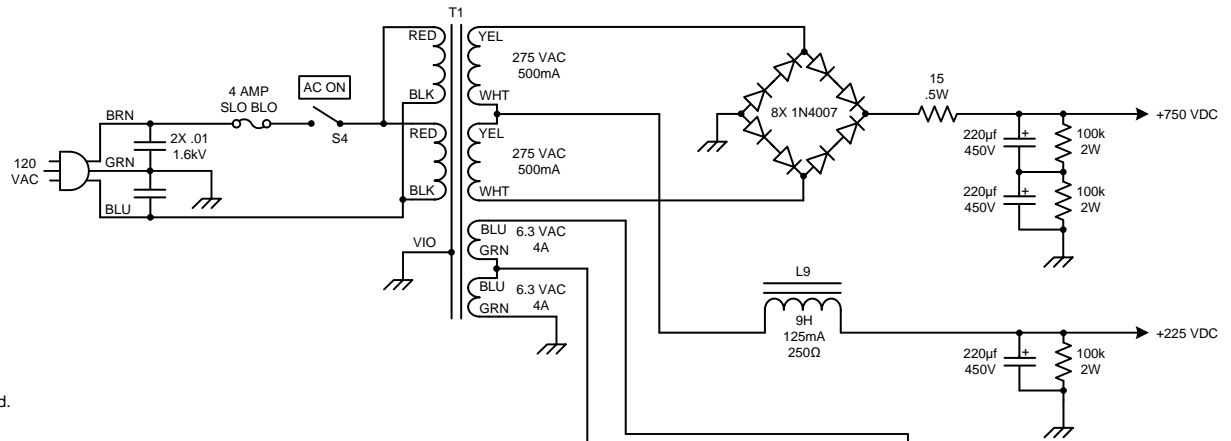 T1
RED
YEL
275 VAC
500mA
BLK
WHT
4 AMP
SLO BLO
AC ON
S4
BRN
2X .01
1.6kV
120
VAC
GRN
BLU
RED
YEL
275 VAC
500mA
BLK
WHT
VIO
BLU
6.3 VAC
4A
GRN
BLU
6.3 VAC
4A
GRN
8X 1N4007
15
.5W
+750 VDC
220µf
450V
+
100k
2W
220µf
450V
+
100k
2W
L9
9H
125mA
250Ω
+225 VDC
220µf
450V
+
100k
2W
d.